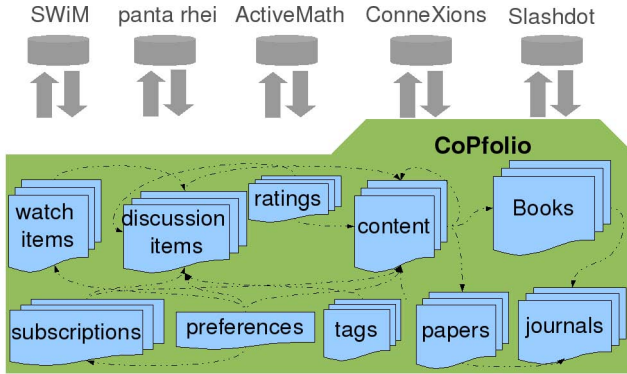 SWiM
panta rhei
ActiveMath
ConneXions
Slashdot
CoPfolio
watch
items
discussion
items
ratings
content
Books
subscriptions
preferences
tags
papers
journals